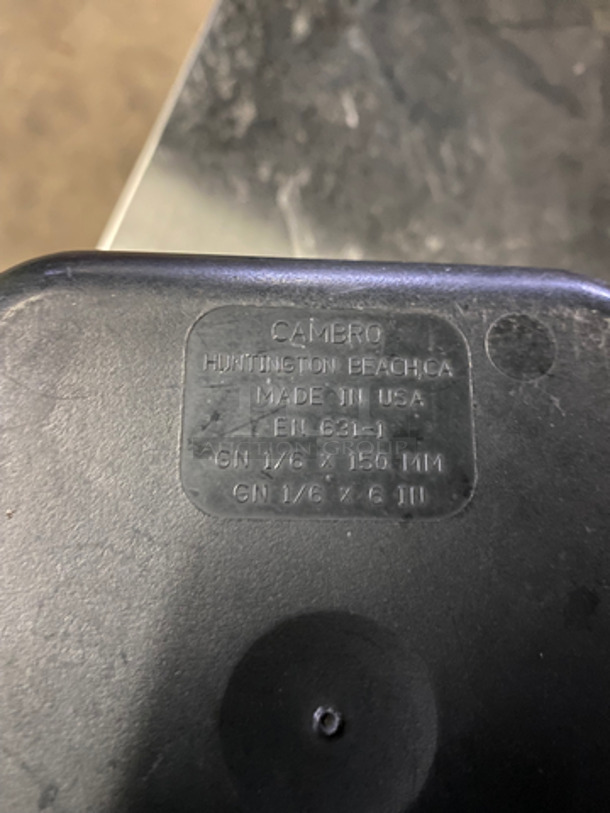 CAMBRO
HUNTINGTON BEACH,CA
MADE IN USA
EN 631-1
GN 1/6 X 150 MM
GN 1/6 X 6 IN